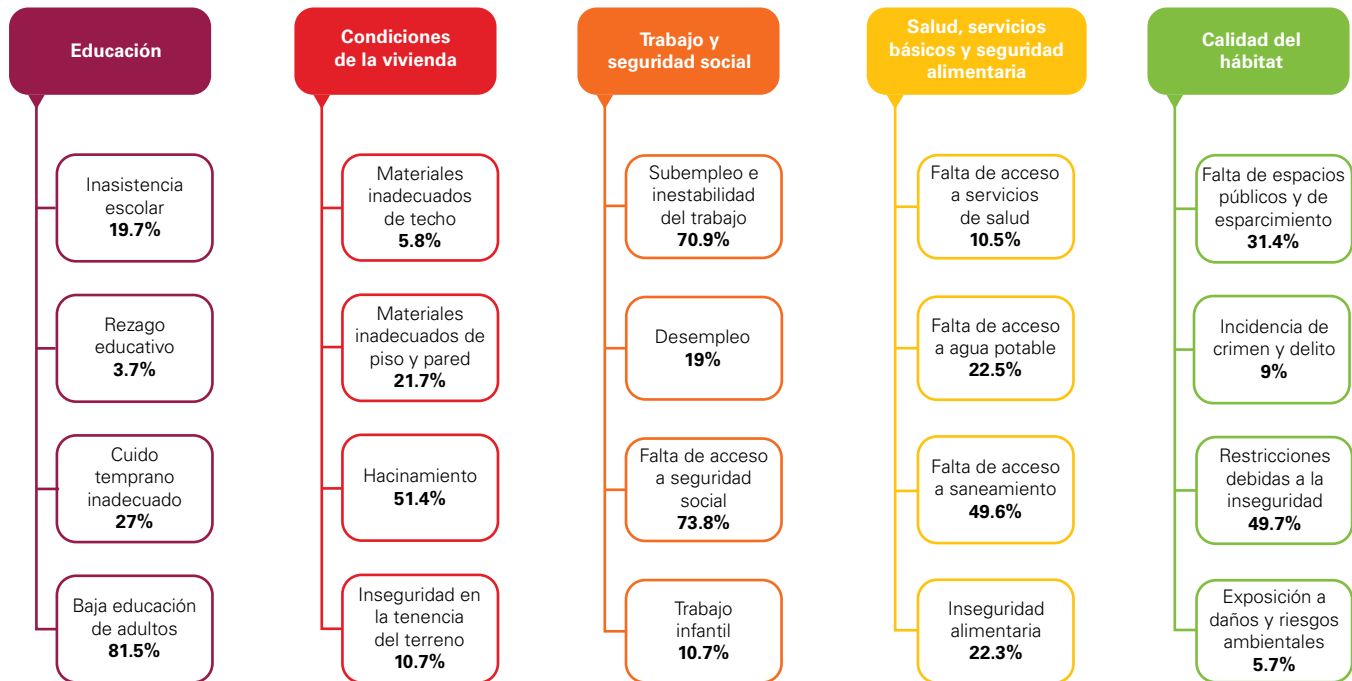 Educación
Inasistencia
escolar
19.7%
Rezago
educativo
3.7%
Cuido
temprano
inadecuado
27%
Baja educación
de adultos
81.5%
Condiciones
de la vivienda
Materiales
inadecuados
de techo
5.8%
Materiales
inadecuados de
piso y pared
21.7%
Hacinamiento
51.4%
Inseguridad en
la tenencia
del terreno
10.7%
Trabajo y
seguridad social
Subempleo e
inestabilidad
del trabajo
70.9%
Desempleo
19%
Falta de acceso
a seguridad
social
73.8%
Trabajo
infantil
10.7%
Salud, servicios
básicos y seguridad
alimentaria
Falta de acceso
a servicios
de salud
10.5%
Falta de acceso
a agua potable
22.5%
Falta de acceso
a saneamiento
49.6%
Inseguridad
alimentaria
22.3%
Calidad del
hábitat
Falta de espacios
públicos y de
esparcimiento
31.4%
Incidencia de
crimen y delito
9%
Restricciones
debidas a la
inseguridad
49.7%
Exposición a
daños y riesgos
ambientales
5.7%